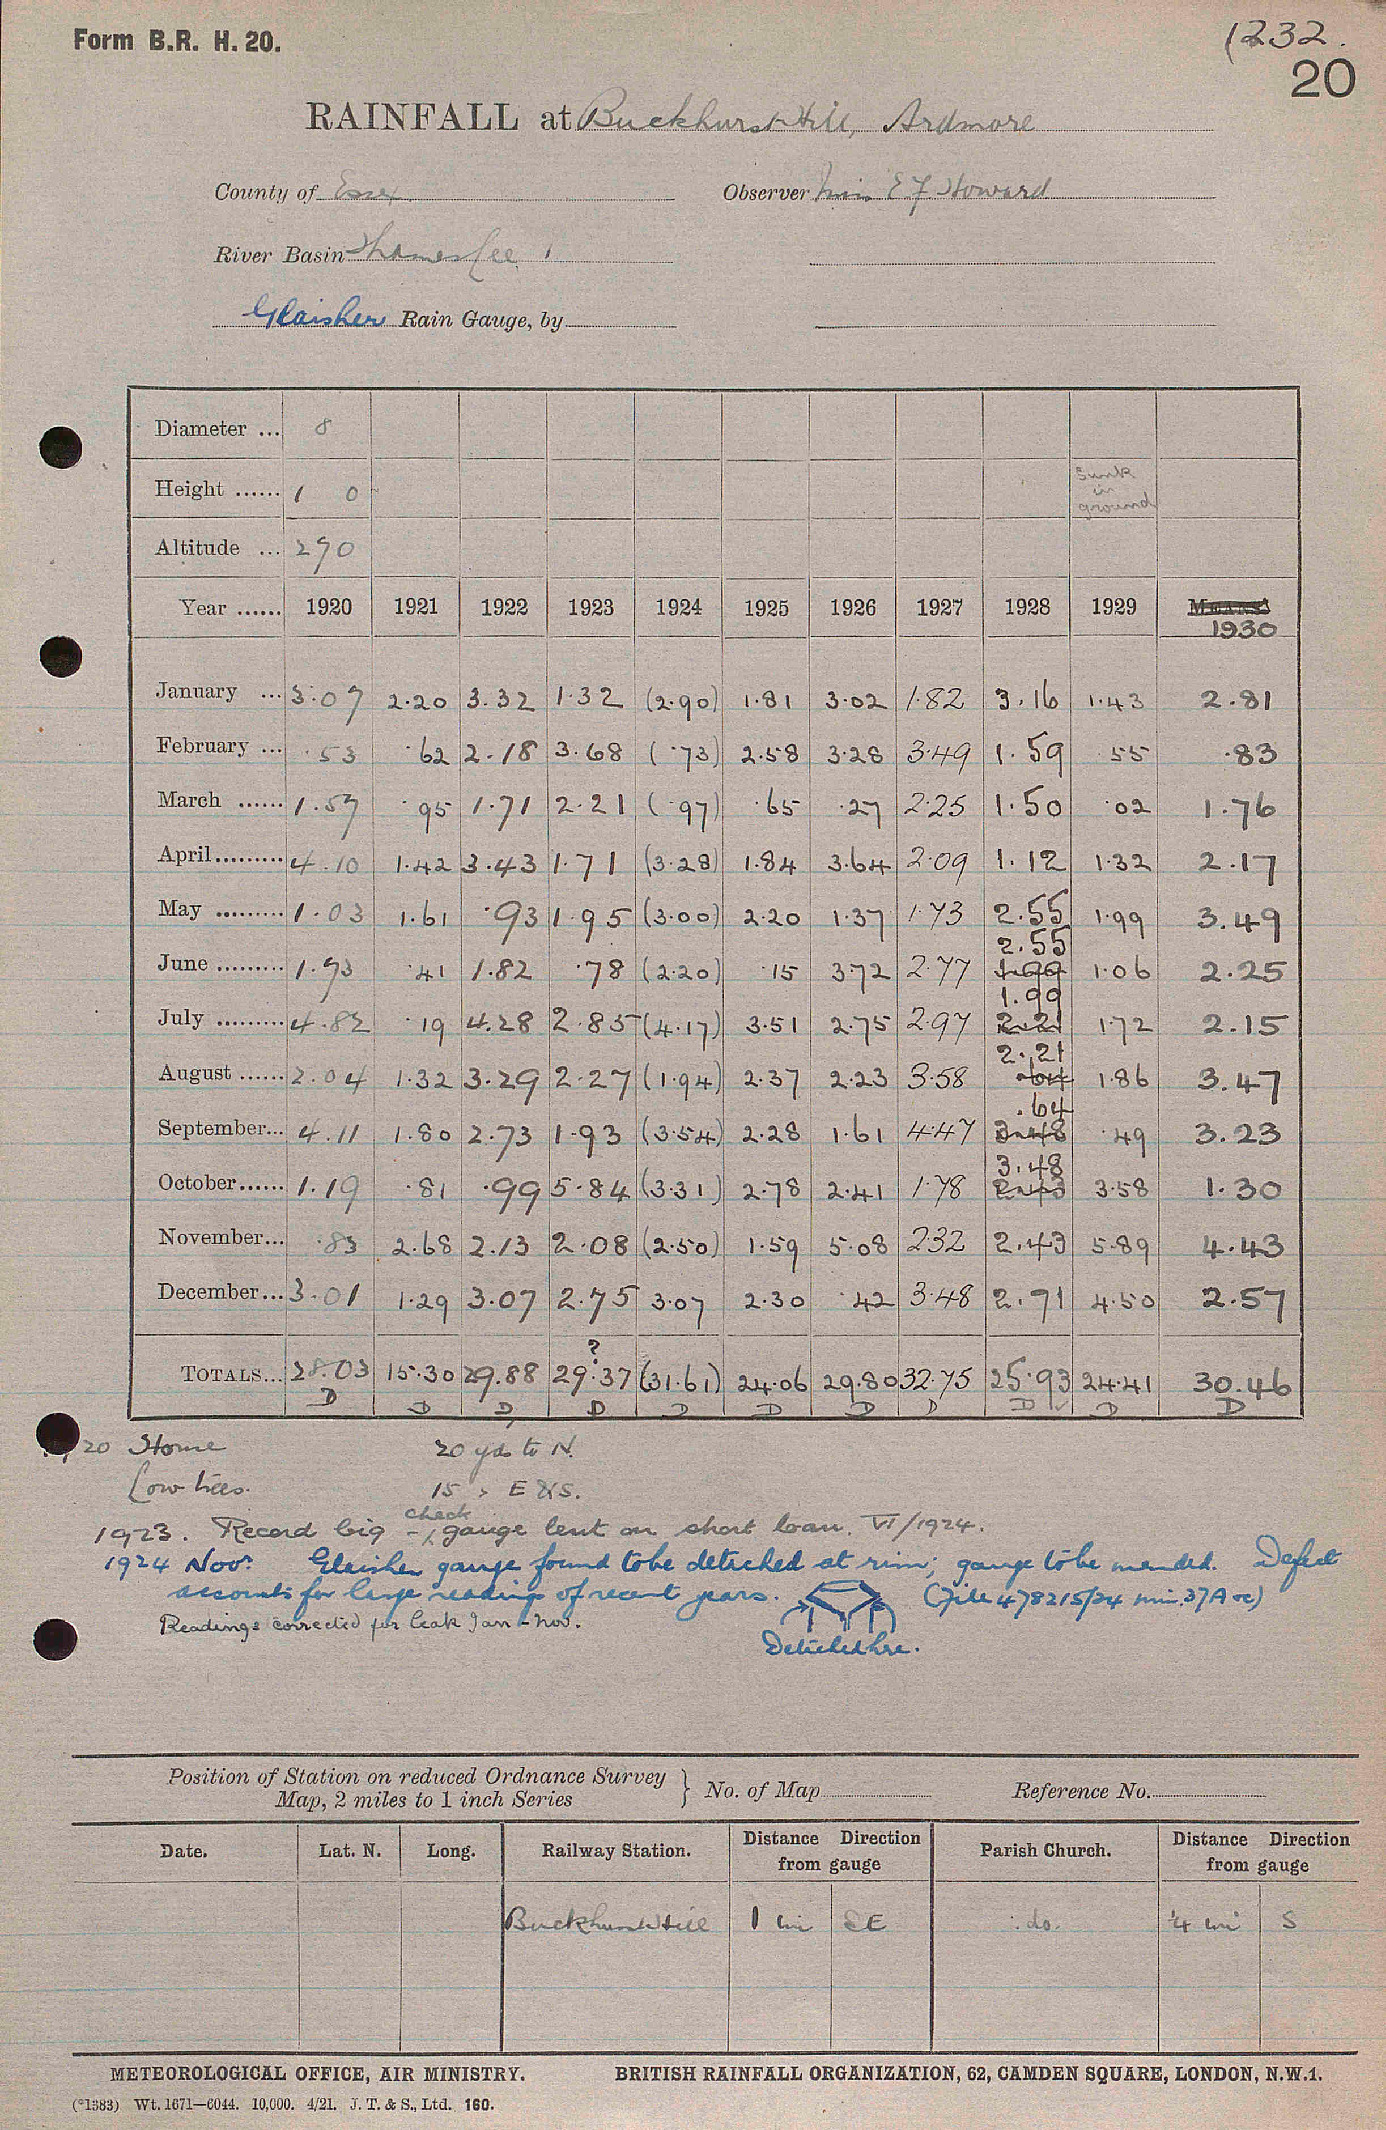 Form B.R. H. 20.
1232.
20
RAINFALL at Buckhurst Hill, Ardmore
County of Essex Observer Miss E F Howard
River Basin Thames Lee
Glaisher Rain Gauge, by
Diameter ... 8
Height ...... 1 0 Sunk in ground
Altitude ... 290
Year ...... 1920 1921 1922 1923 1924 1925 1926 1927 1928 1929 MEANS 1930
January ... 3.07 2.20 3.32 1.32 (2.90) 1.81 3.02 1.82 3.16 1.43 2.81
February ... .53 .62 2.18 3.68 (.73) 2.58 3.28 3.49 1.59 .55 .83
March ...... 1.57 .95 1.71 2.21 (.97) .65 .27 2.25 1.50 .02 1.76
April......... 4.10 1.42 3.43 1.71 (3.28) 1.84 3.64 2.09 1.12 1.32 2.17
May ......... 1.03 1.61 .93 1.95 (3.00) 2.20 1.37 1.73 2.55 1.99 3.49
June ......... 1.73 .41 1.82 .78 (2.20) .15 3.72 2.77 2.55 1.99 1.06 2.25
July ......... 4.82 .19 4.28 2.85 (4.17) 3.51 2.75 2.97 1.99 2.21 1.72 2.15
August ...... 2.04 1.32 3.29 2.27 (1.94) 2.37 2.23 3.58 2.21 .64 1.86 3.47
September... 4.11 1.80 2.73 1.93 (3.54) 2.28 1.61 4.47 .64 3.48 .49 3.23
October...... 1.19 .81 .99 5.84 (3.31) 2.78 2.41 1.78 3.48 2.43 3.58 1.30
November... .83 2.68 2.13 2.08 (2.50) 1.59 5.08 2.32 2.43 5.89 4.43
December... 3.01 1.29 3.07 2.75 3.07 2.30 .42 3.48 2.91 4.50 2.57
?
TOTALS... 28.03 15.30 29.88 29.37 (31.61) 24.06 29.80 32.75 25.93 24.41 30.46
D D D D D D D D D D D
1920 House 20 yds to N.
Low trees. 15 " E & S.
1923. Record big – check gauge lent on short loan. VI/1924.
1924 Nov: Glaisher gauge found to be detached at rim; gauge to be mended. Defect
accounts for large readings of recent years. (File 478215/24 min. 37A oc)
Readings corrected for leak Jan - Nov.
Detached here.
Position of Station on reduced Ordnance Survey Map, 2 miles to 1 inch Series } No. of Map Reference No.
Date. Lat. N. Long. Railway Station. Distance Direction from gauge Parish Church. Distance Direction from gauge
Buckhurst Hill 1 mi SE do. 1/4 mi S
METEOROLOGICAL OFFICE, AIR MINISTRY. BRITISH RAINFALL ORGANIZATION, 62, CAMDEN SQUARE, LONDON, N.W.1.
(*1383) Wt. 1671—6044. 10,000. 4/21. J. T. & S., Ltd. 160.